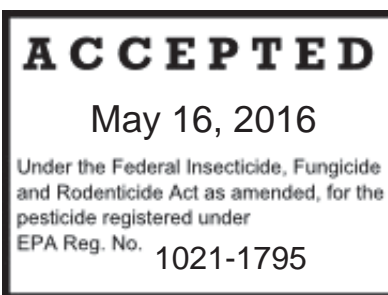 ACCEPTED
May 16, 2016
Under the Federal Insecticide, Fungicide
and Rodenticide Act as amended, for the
pesticide registered under
EPA Reg. No. 1021-1795